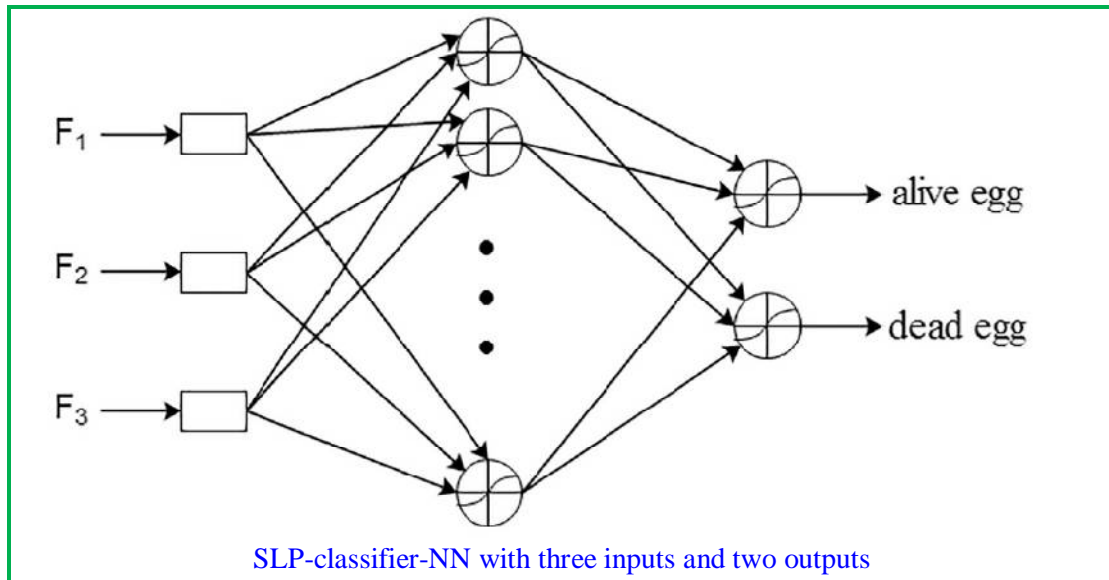 F₁
F₂
F₃
alive egg
dead egg
SLP-classifier-NN with three inputs and two outputs